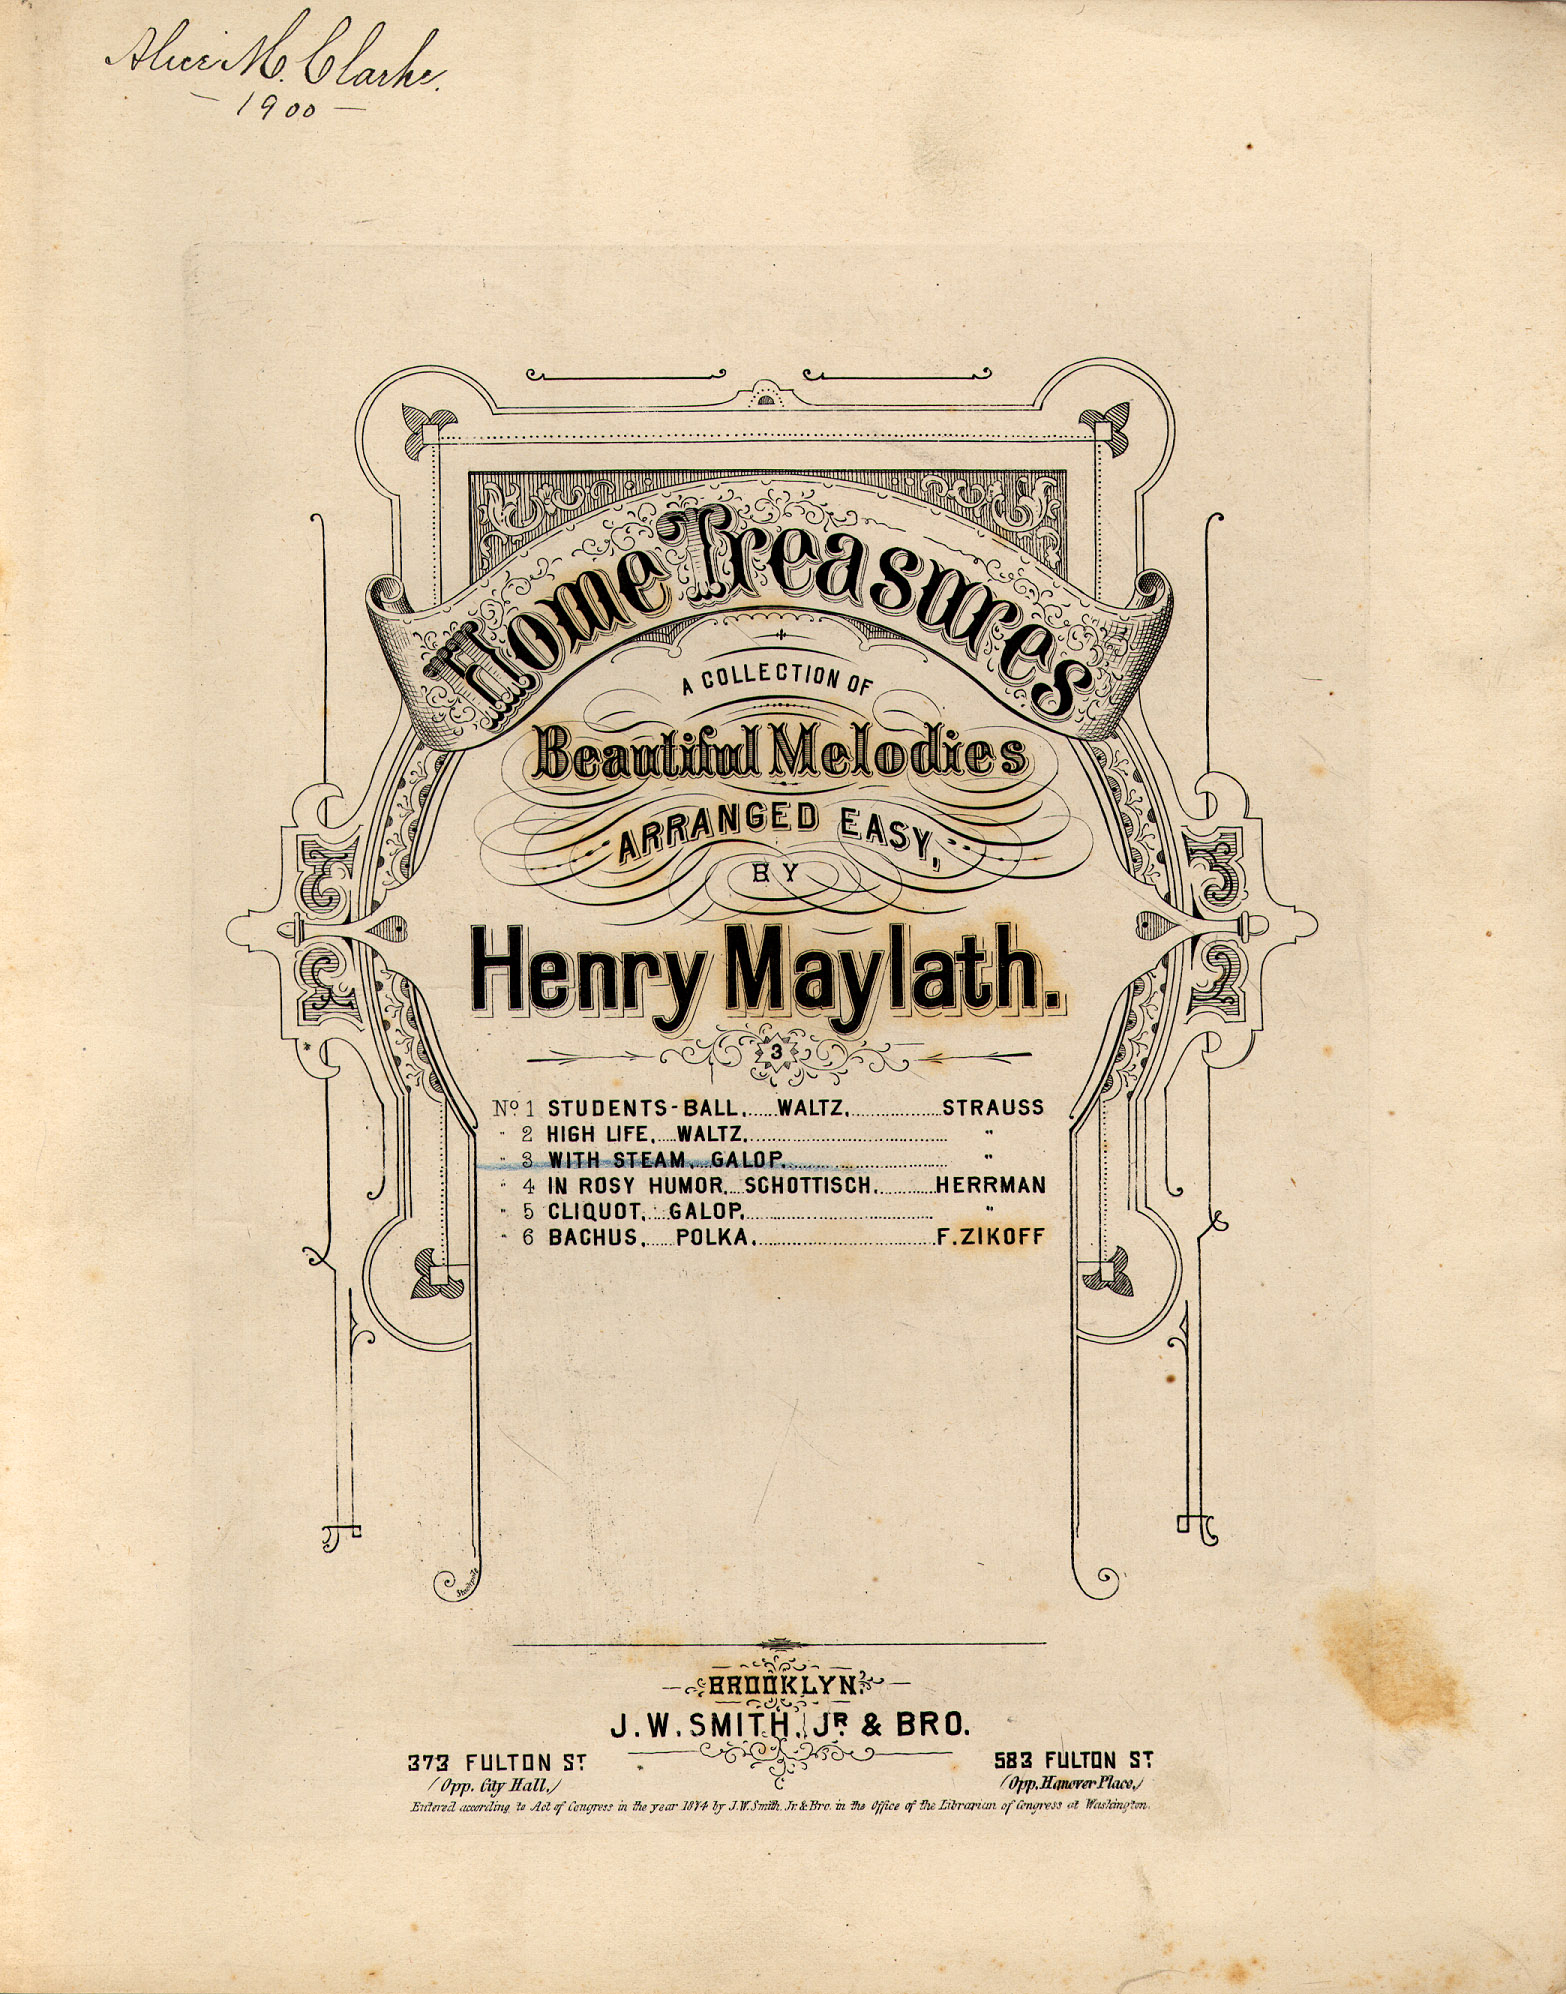 Alice M. Clarke.
- 1900 -
Home Treasures
A COLLECTION OF
Beautiful Melodies
ARRANGED EASY,
BY
Henry Maylath.
3
No 1 STUDENTS-BALL,.....WALTZ,..................STRAUSS
" 2 HIGH LIFE,....WALTZ,....................................... "
" 3 WITH STEAM,...GALOP,................................ "
" 4 IN ROSY HUMOR,...SCHOTTISCH,...........HERRMAN
" 5 CLIQUOT,....GALOP,..................................... "
" 6 BACHUS,.....POLKA,....................................F. ZIKOFF
BROOKLYN.
J. W. SMITH, JR & BRO.
373 FULTON ST
(Opp. City Hall,)
583 FULTON ST
(Opp. Hanover Place,)
Entered according to Act of Congress in the year 1874 by J. W. Smith, Jr. & Bro. in the Office of the Librarian of Congress at Washington.